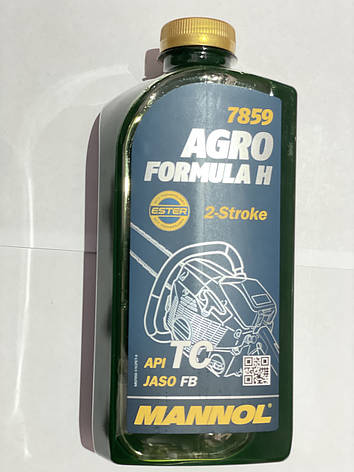 7859
AGRO
FORMULA H
ESTER
2-Stroke
API TC
JASO FB
MANNOL